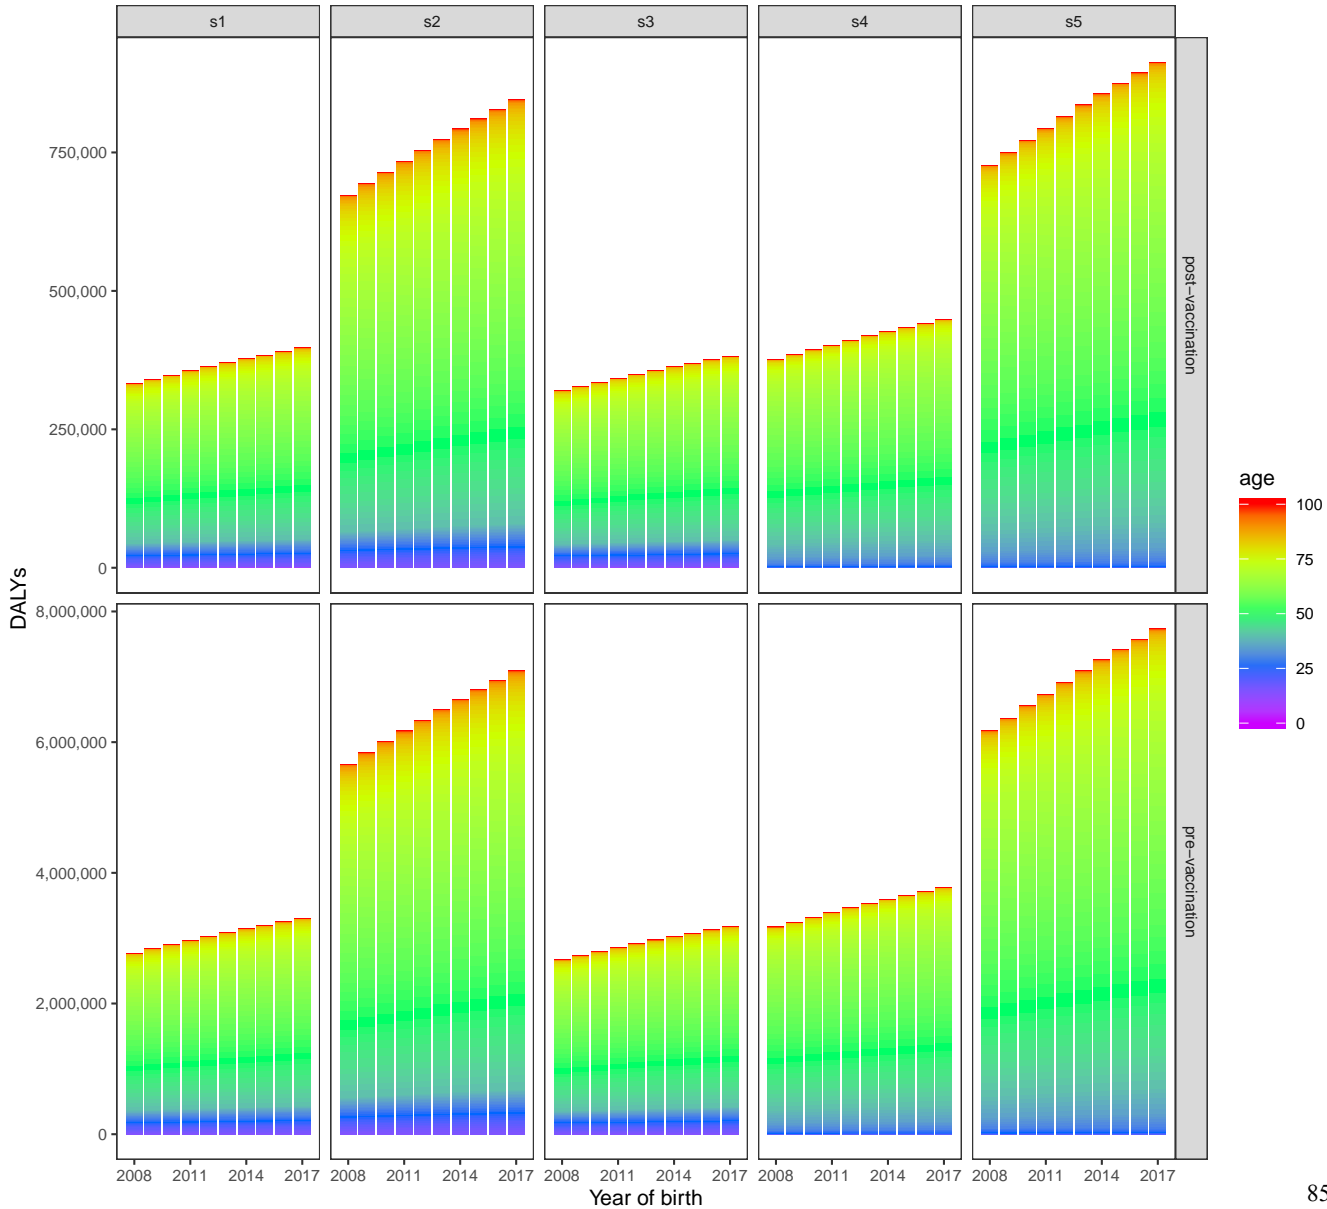 s1 s2 s3 s4 s5
750,000
500,000
250,000
0
post−vaccination
8,000,000
6,000,000
4,000,000
2,000,000
0
pre−vaccination
DALYs
2008 2011 2014 2017 2008 2011 2014 2017 2008 2011 2014 2017 2008 2011 2014 2017 2008 2011 2014 2017
Year of birth
age
100
75
50
25
0
85